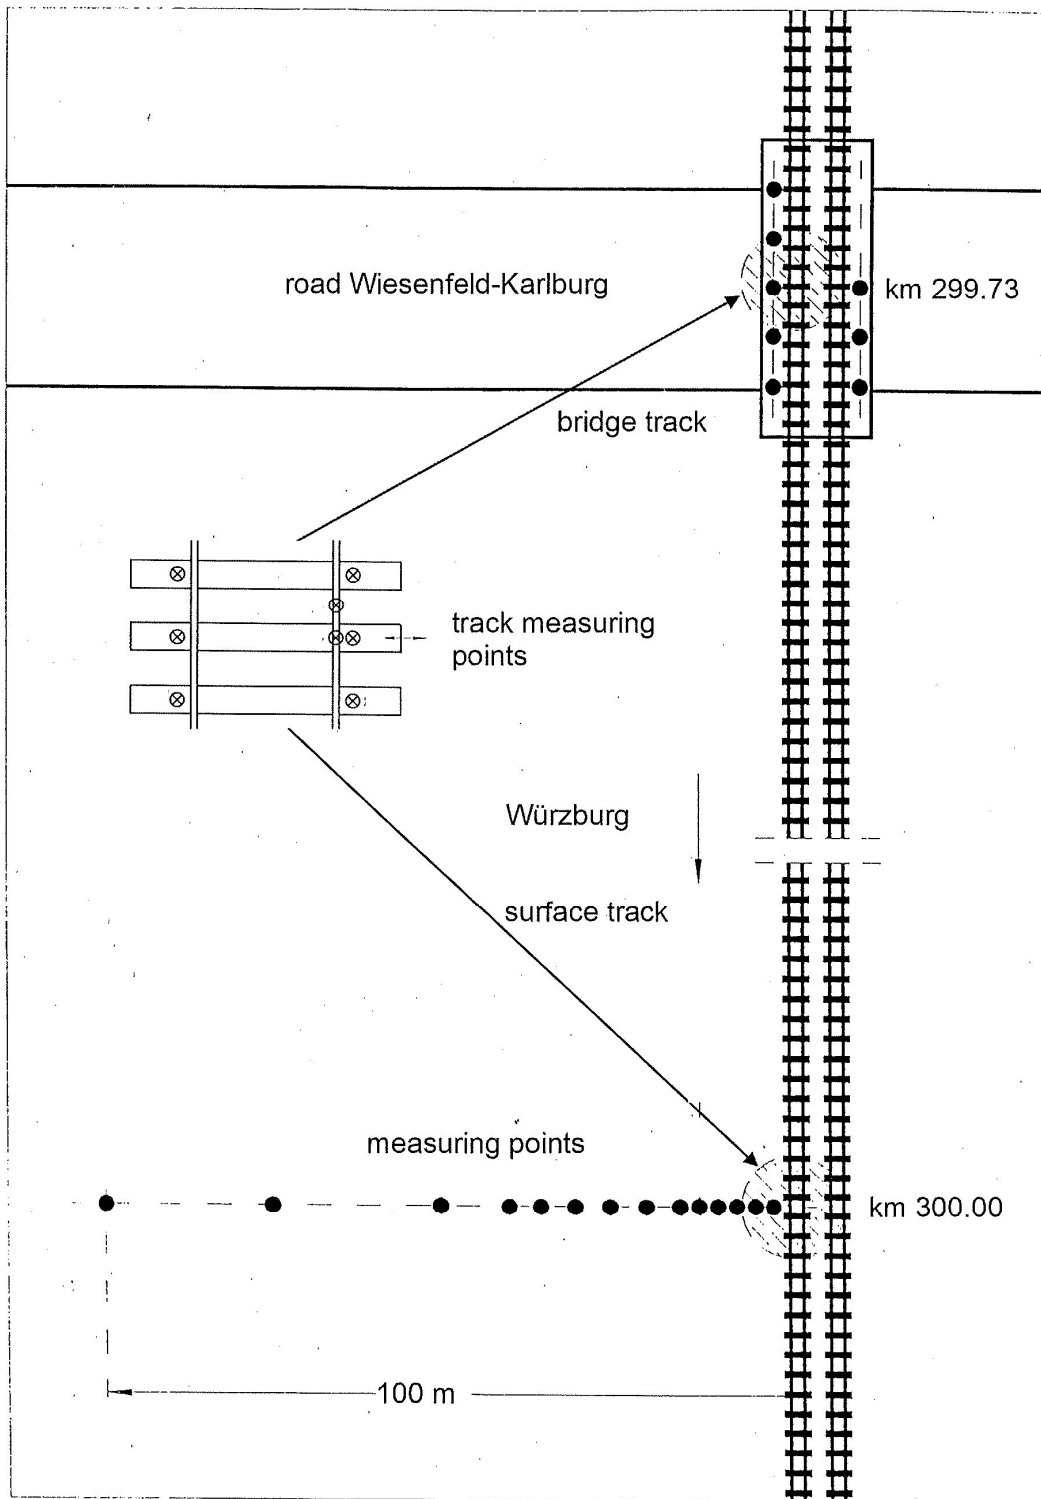 road Wiesenfeld-Karlburg
km 299.73
bridge track
track measuring
points
Würzburg
surface track
measuring points
km 300.00
100 m